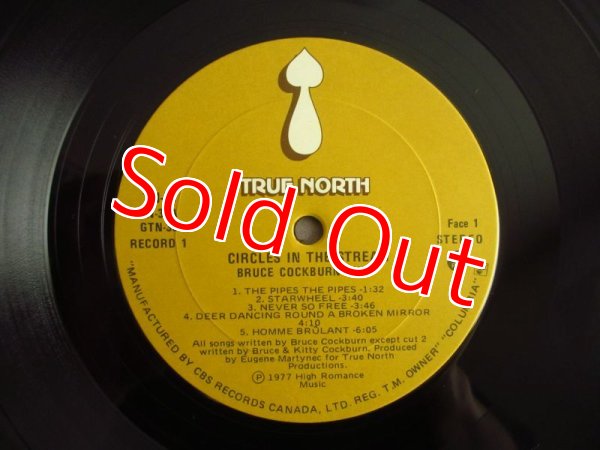 TRUE NORTH
Sold Out
GTN-3
RECORD 1
Face 1
STEREO
CIRCLES IN THE STREAM
BRUCE COCKBURN
1. THE PIPES THE PIPES -1:32
2. STARWHEEL -3:40
3. NEVER SO FREE -3:46
4. DEER DANCING ROUND A BROKEN MIRROR
4:10
5. HOMME BRÛLANT -6:05
All songs written by Bruce Cockburn except cut 2
written by Bruce & Kitty Cockburn. Produced
by Eugene Martynec for True North
Productions.
Ⓟ 1977 High Romance
Music
"MANUFACTURED BY CBS RECORDS CANADA, LTD. REG. T.M. OWNER" "COLUMBIA"